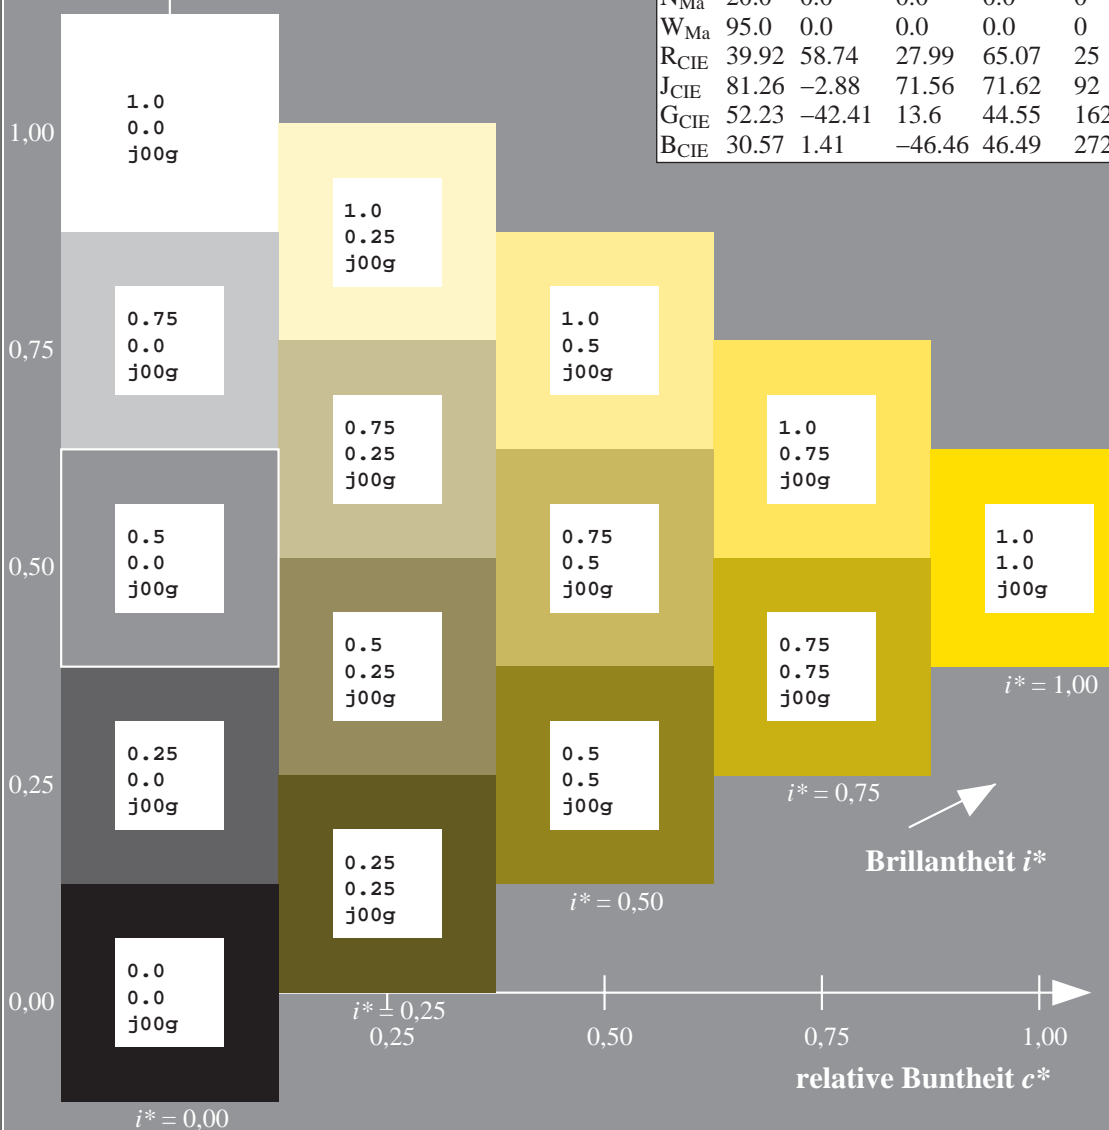 W_Ma 95.0 0.0 0.0 0.0 0
R_CIE 39.92 58.74 27.99 65.07 25
J_CIE 81.26 −2.88 71.56 71.62 92
G_CIE 52.23 −42.41 13.6 44.55 162
B_CIE 30.57 1.41 −46.46 46.49 272
1,00
1.0
0.0
j00g
1.0
0.25
j00g
0,75
0.75
0.0
j00g
1.0
0.5
j00g
0.75
0.25
j00g
1.0
0.75
j00g
0,50
0.5
0.0
j00g
0.75
0.5
j00g
1.0
1.0
j00g
0.5
0.25
j00g
0.75
0.75
j00g
i* = 1,00
0,25
0.25
0.0
j00g
0.5
0.5
j00g
i* = 0,75
Brillantheit i*
0.25
0.25
j00g
i* = 0,50
0,00
0.0
0.0
j00g
i* = 0,25
0,25 0,50 0,75 1,00
relative Buntheit c*
i* = 0,00